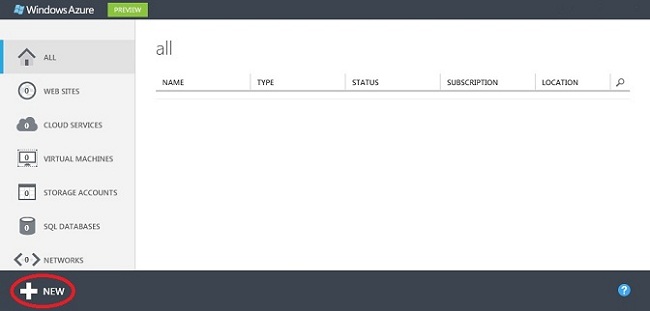 Windows Azure PREVIEW
ALL
0 WEB SITES
0 CLOUD SERVICES
0 VIRTUAL MACHINES
0 STORAGE ACCOUNTS
0 SQL DATABASES
0 NETWORKS
all
NAME TYPE STATUS SUBSCRIPTION LOCATION
NEW ?